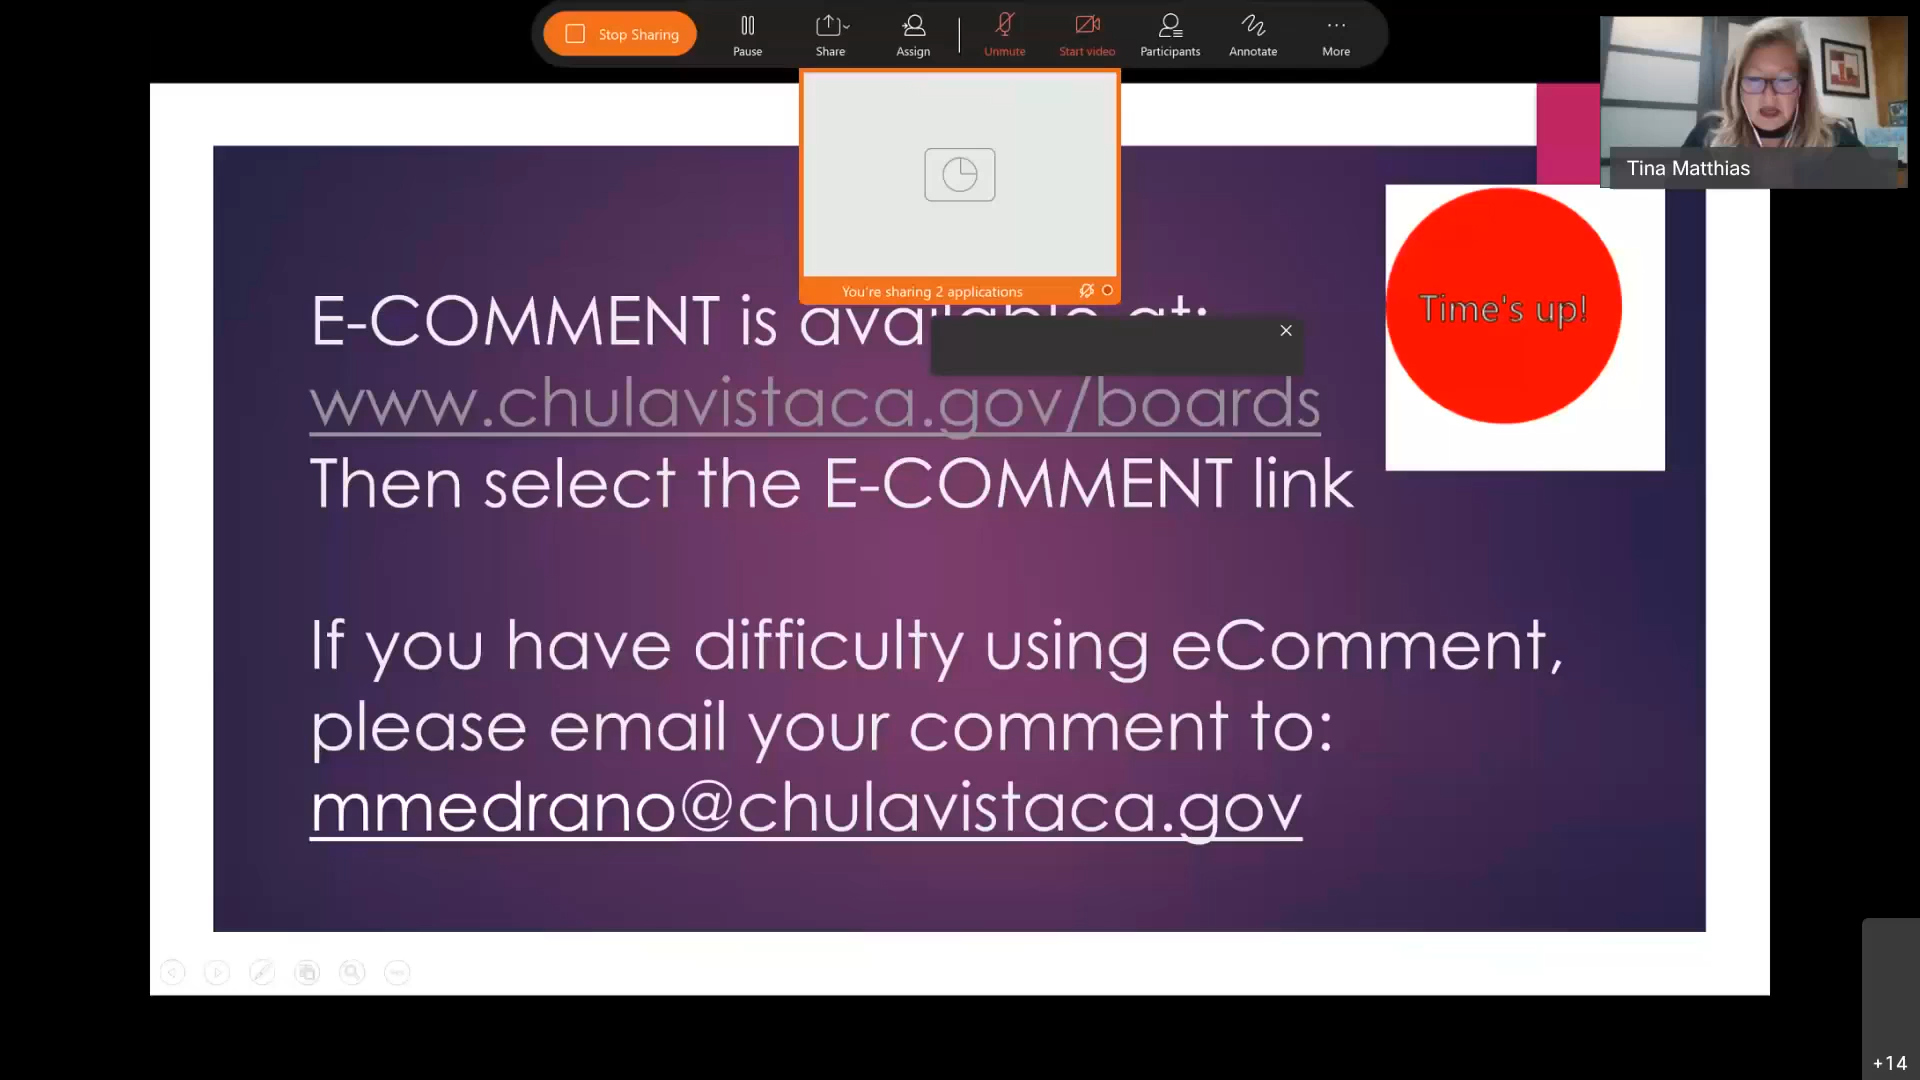 Stop Sharing
Pause
Share
Assign
Unmute
Start video
Participants
Annotate
More
Tina Matthias
You're sharing 2 applications
Time's up!
E-COMMENT is available at:
www.chulavistaca.gov/boards
Then select the E-COMMENT link
If you have difficulty using eComment,
please email your comment to:
mmedrano@chulavistaca.gov
+14